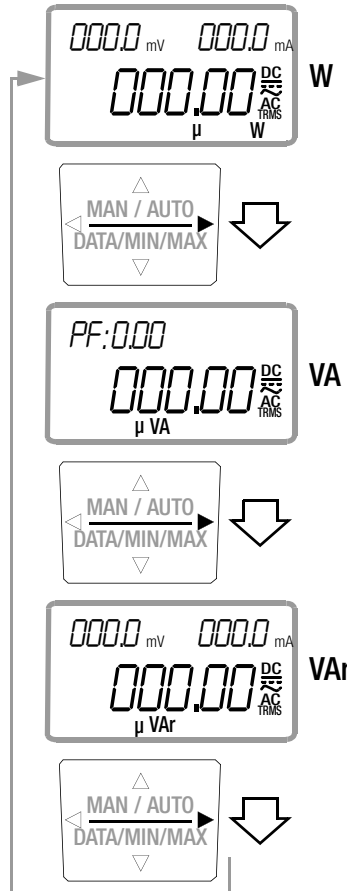 000.0 mV 000.0 mA
000.00 DC AC TRMS
µ W
W
MAN / AUTO
DATA/MIN/MAX
PF:0.00
000.00 DC AC TRMS
µ VA
VA
MAN / AUTO
DATA/MIN/MAX
000.0 mV 000.0 mA
000.00 DC AC TRMS
µ VAr
VAr
MAN / AUTO
DATA/MIN/MAX